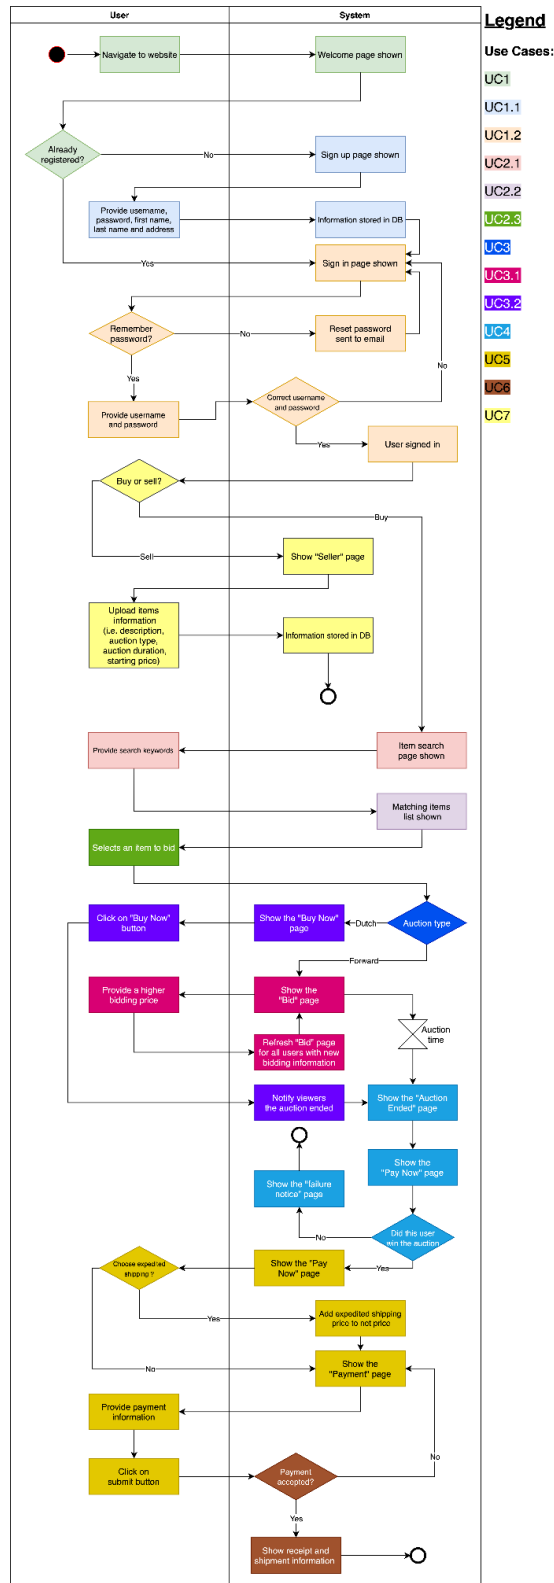 User
System
Legend
Use Cases:
UC1
UC1.1
UC1.2
UC2.1
UC2.2
UC2.3
UC3
UC3.1
UC3.2
UC4
UC5
UC6
UC7
Navigate to website
Welcome page shown
Already
registered?
No
Sign up page shown
Provide username,
password, first name,
last name and address
Information stored in DB
Yes
Sign in page shown
Remember
password?
No
Reset password
sent to email
No
Yes
Provide username
and password
Correct username
and password
Yes
User signed in
Buy or sell?
Buy
Sell
Show "Seller" page
Upload items
information
(i.e. description,
auction type,
auction duration,
starting price)
Information stored in DB
Provide search keywords
Item search
page shown
Matching items
list shown
Selects an item to bid
Click on "Buy Now"
button
Show the "Buy Now"
page
Dutch
Auction type
Forward
Provide a higher
bidding price
Show the
"Bid" page
Auction
time
Refresh "Bid" page
for all users with new
bidding information
Notify viewers
the auction ended
Show the "Auction
Ended" page
Show the
"Pay Now" page
Show the "failure
notice" page
No
Did this user
win the auction
Yes
Choose expedited
shipping ?
Show the "Pay
Now" page
Yes
Add expedited shipping
price to net price
No
Show the
"Payment" page
Provide payment
information
No
Click on
submit button
Payment
accepted?
Yes
Show receipt and
shipment information